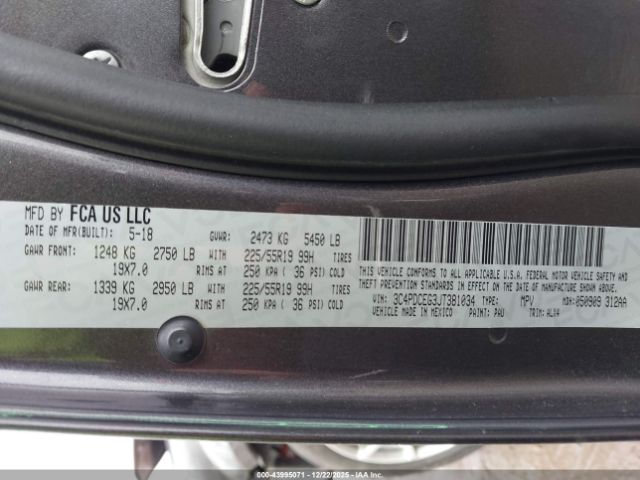 MFD BY FCA US LLC
DATE OF MFR(BUILT): 5-18 GVWR: 2473 KG 5450 LB
GAWR FRONT: 1248 KG 2750 LB WITH 225/55R19 99H TIRES
19X7.0 RIMS AT 250 KPA ( 36 PSI) COLD
GAWR REAR: 1339 KG 2950 LB WITH 225/55R19 99H TIRES
19X7.0 RIMS AT 250 KPA ( 36 PSI) COLD
THIS VEHICLE CONFORMS TO ALL APPLICABLE U.S.A. FEDERAL MOTOR VEHICLE SAFETY AND
THEFT PREVENTION STANDARDS IN EFFECT ON THE DATE OF MANUFACTURE SHOWN ABOVE.
VIN: 3C4PDCEG3JT381034 TYPE: MPV MDH: 050909 312AA
VEHICLE MADE IN MEXICO PAINT: PAU TRIM: ALX9
000-43995071 - 12/22/2025 - IAA Inc.